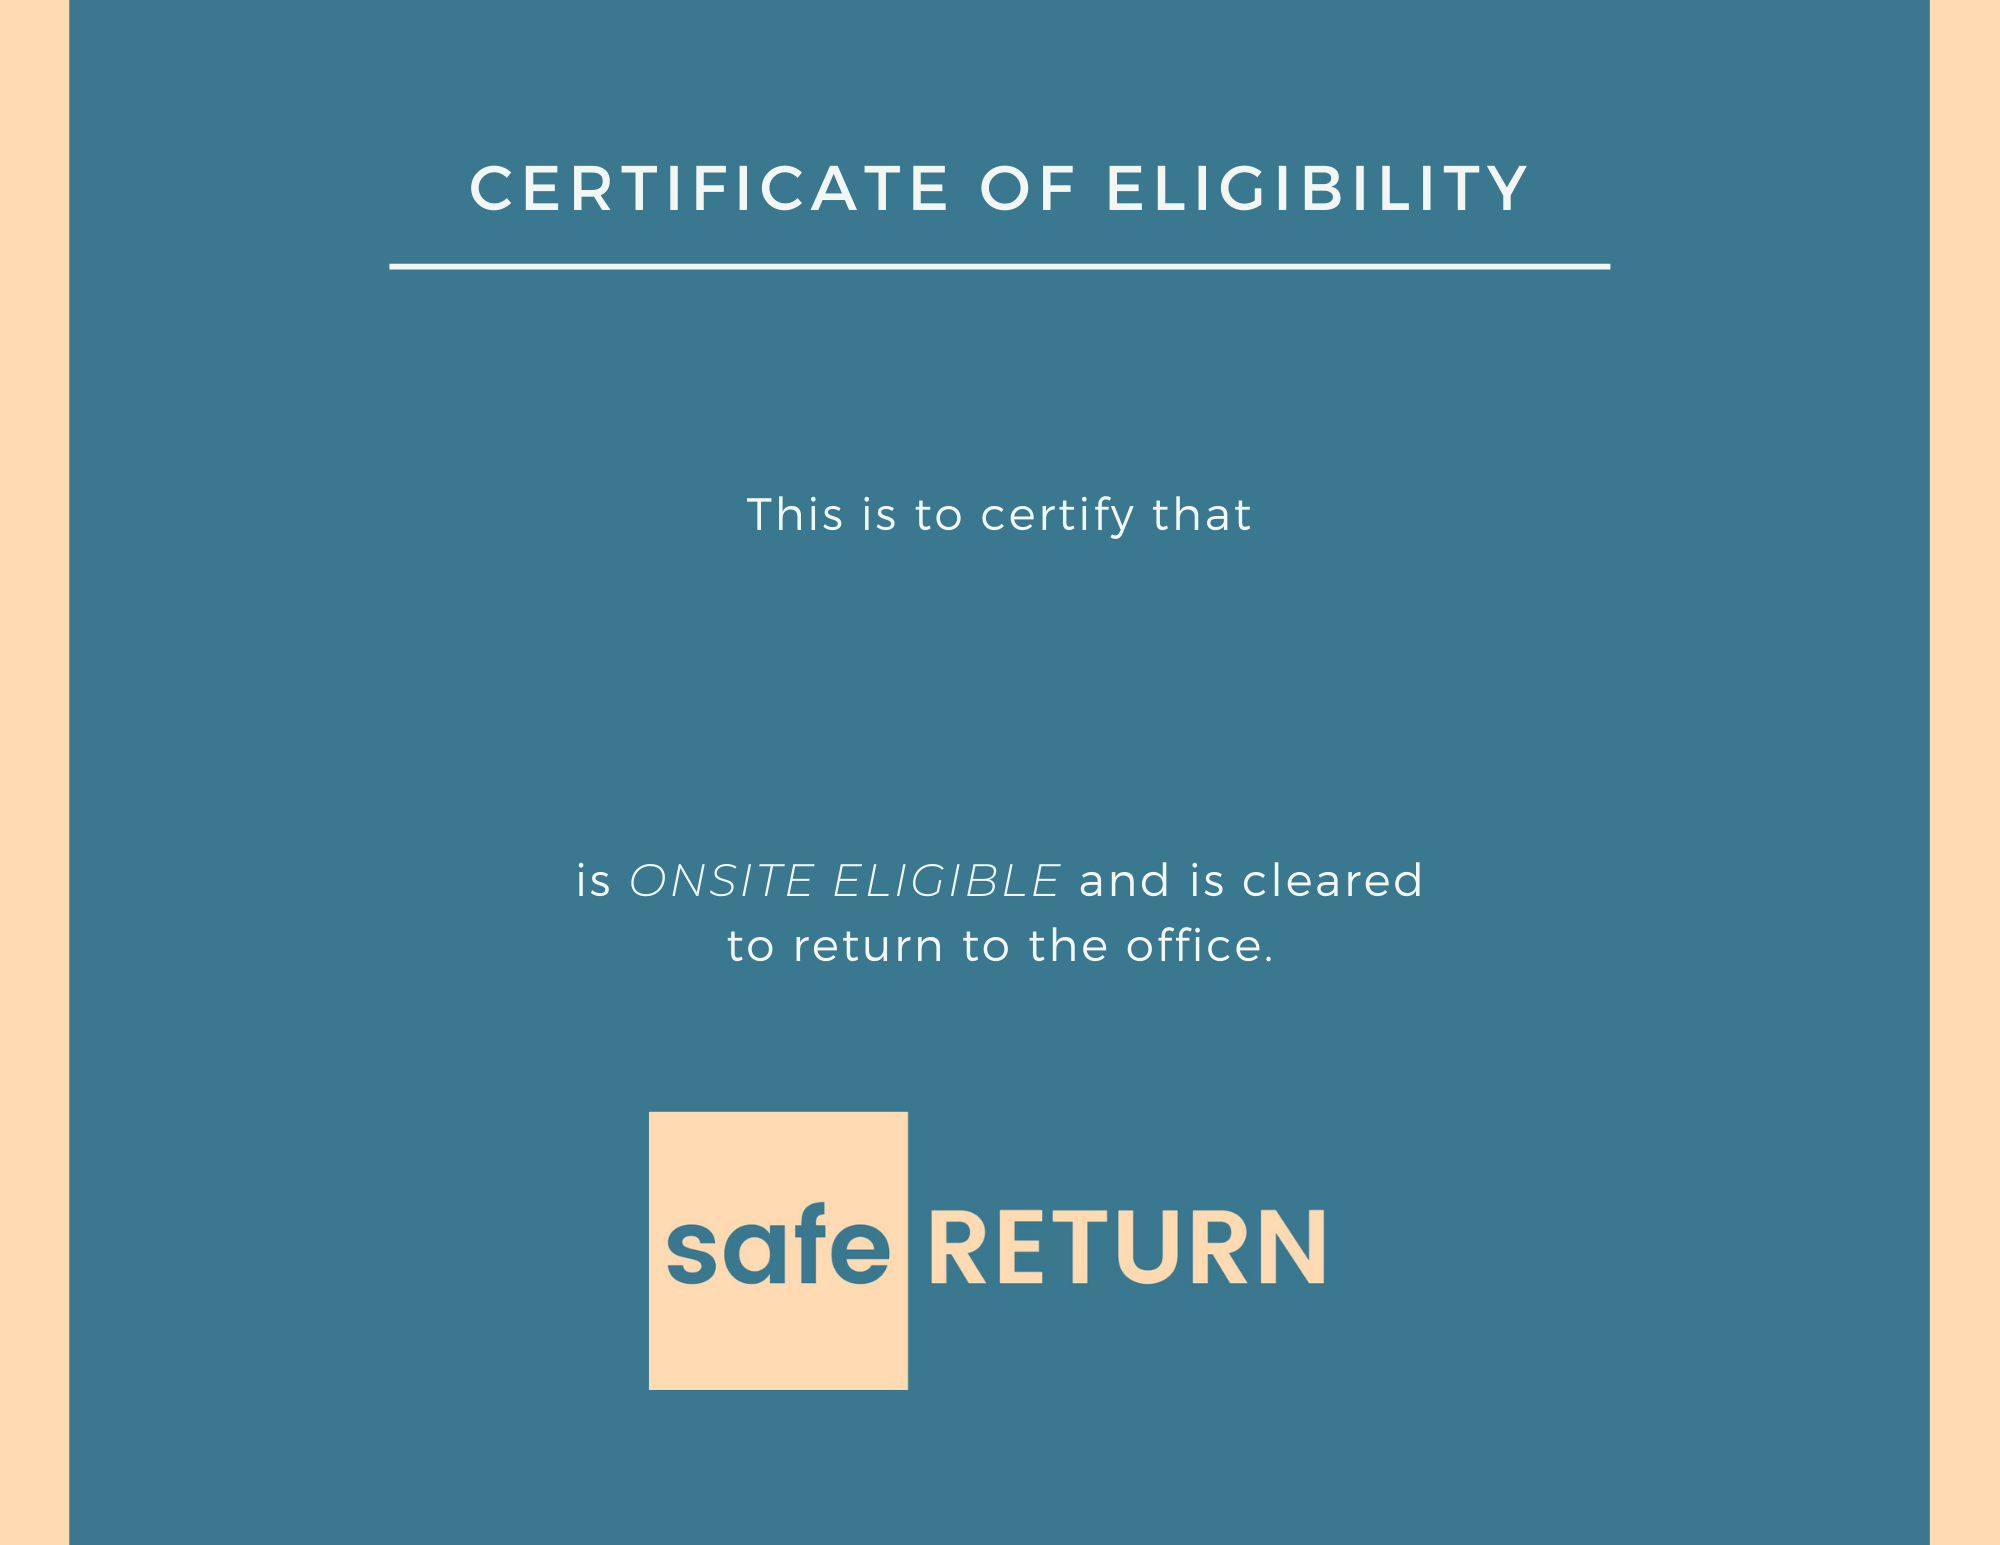 CERTIFICATE OF ELIGIBILITY
This is to certify that
is ONSITE ELIGIBLE and is cleared
to return to the office.
safe RETURN